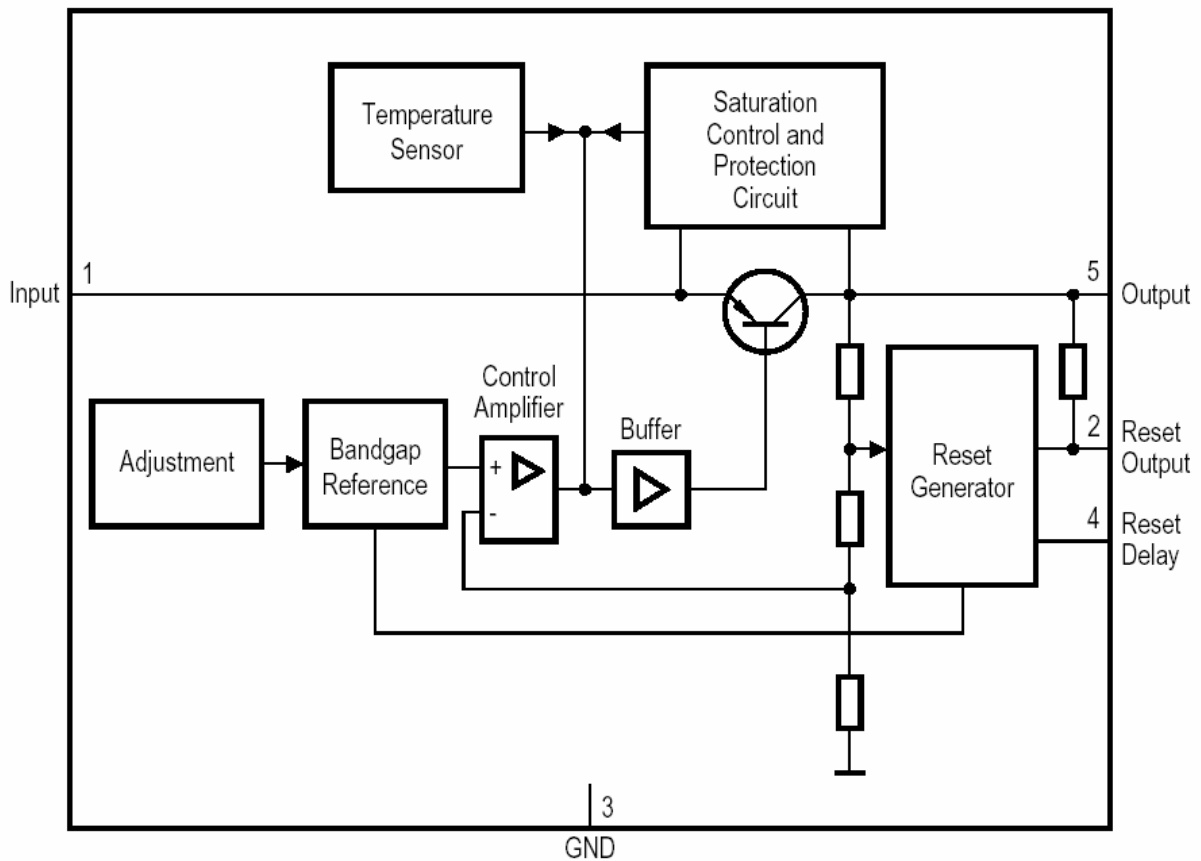 Temperature
Sensor
Saturation
Control and
Protection
Circuit
Input
1
5
Output
Control
Amplifier
Buffer
Adjustment
Bandgap
Reference
+
-
Reset
Generator
2
Reset
Output
4
Reset
Delay
3
GND